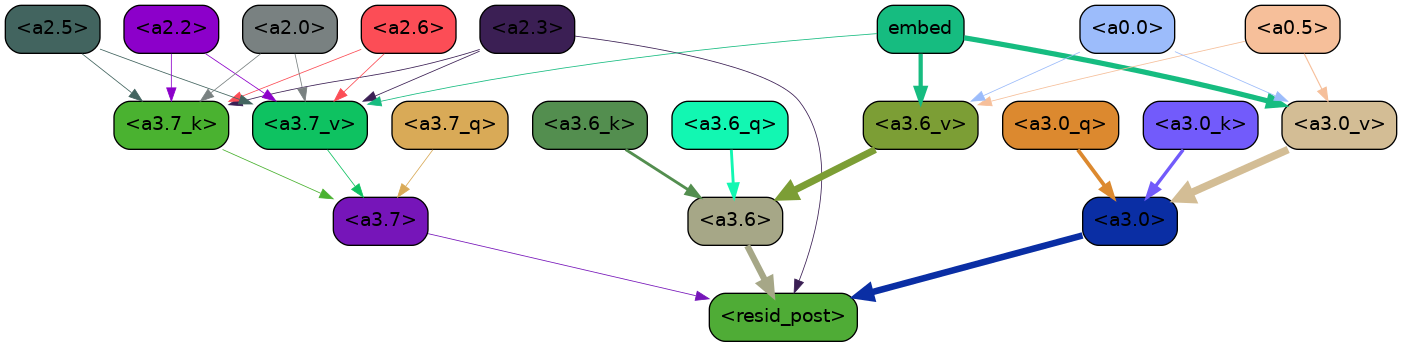 <a2.5> <a2.2> <a2.0> <a2.6> <a2.3> embed <a0.0> <a0.5>
<a3.7_k> <a3.7_v> <a3.7_q> <a3.6_k> <a3.6_q> <a3.6_v> <a3.0_q> <a3.0_k> <a3.0_v>
<a3.7> <a3.6> <a3.0>
<resid_post>